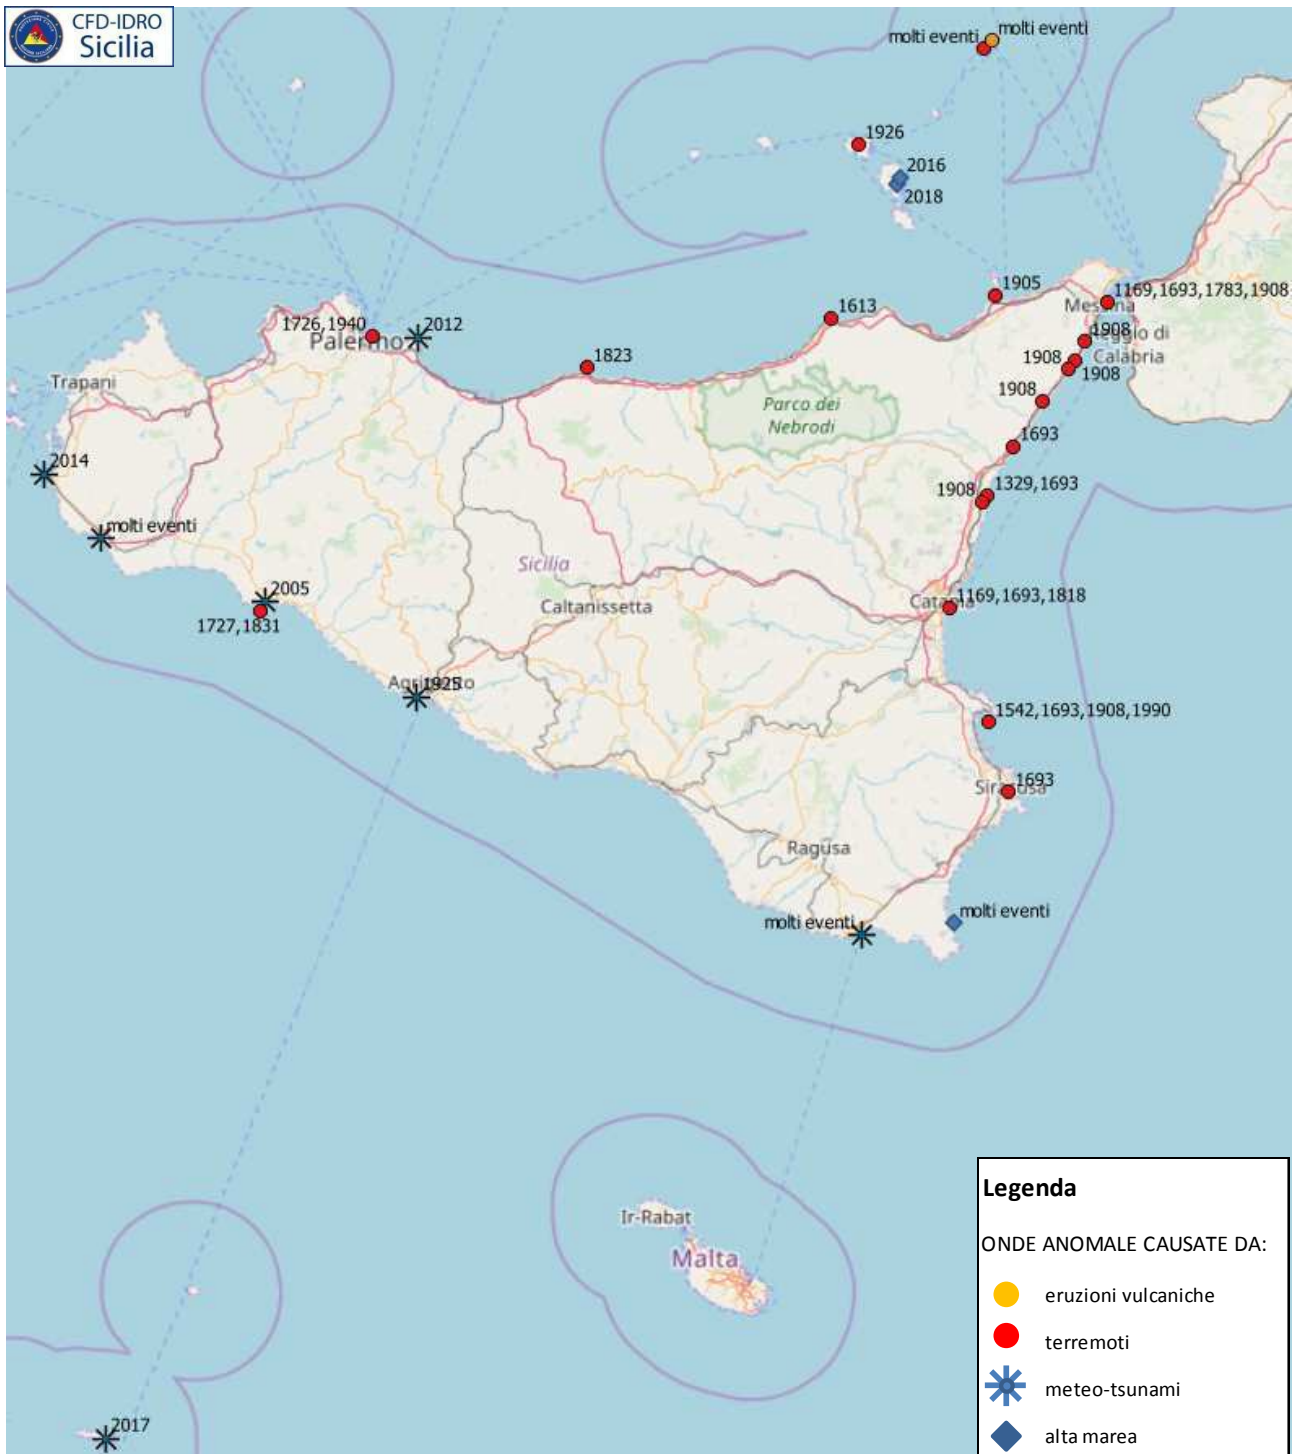 CFD-IDRO
Sicilia
molti eventi
molti eventi
1926
2016
2018
1905
1613
1169,1693,1783,1908
Messina
1726,1940
2012
Palermo
1908
Reggio di
Calabria
1823
1908
1908
Trapani
1908
Parco dei
Nebrodi
1693
2014
1329,1693
1908
molti eventi
Sicilia
2005
1727,1831
Caltanissetta
1169,1693,1818
Catania
Agrigento
1925
1542,1693,1908,1990
1693
Siracusa
Ragusa
molti eventi
molti eventi
Ir-Rabat
Malta
2017
Legenda
ONDE ANOMALE CAUSATE DA:
eruzioni vulcaniche
terremoti
meteo-tsunami
alta marea